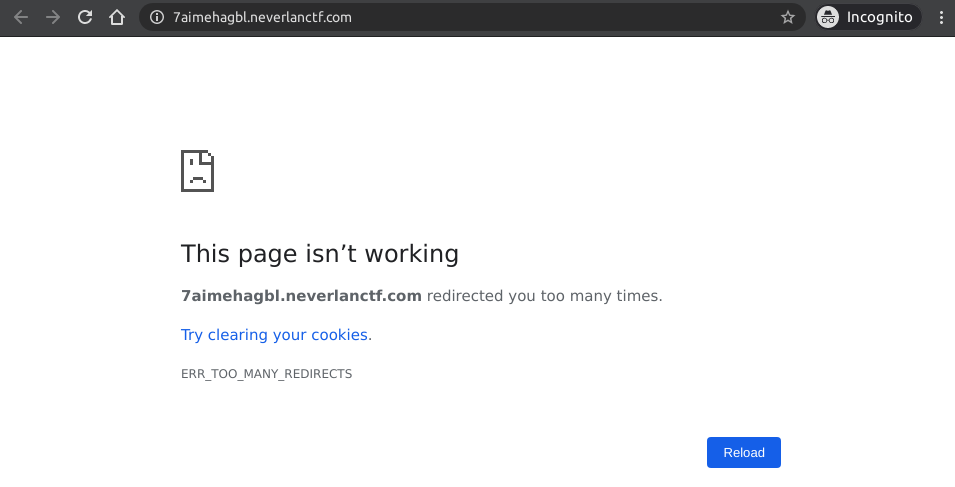 7aimehagbl.neverlanctf.com
Incognito
This page isn’t working
7aimehagbl.neverlanctf.com redirected you too many times.
Try clearing your cookies.
ERR_TOO_MANY_REDIRECTS
Reload